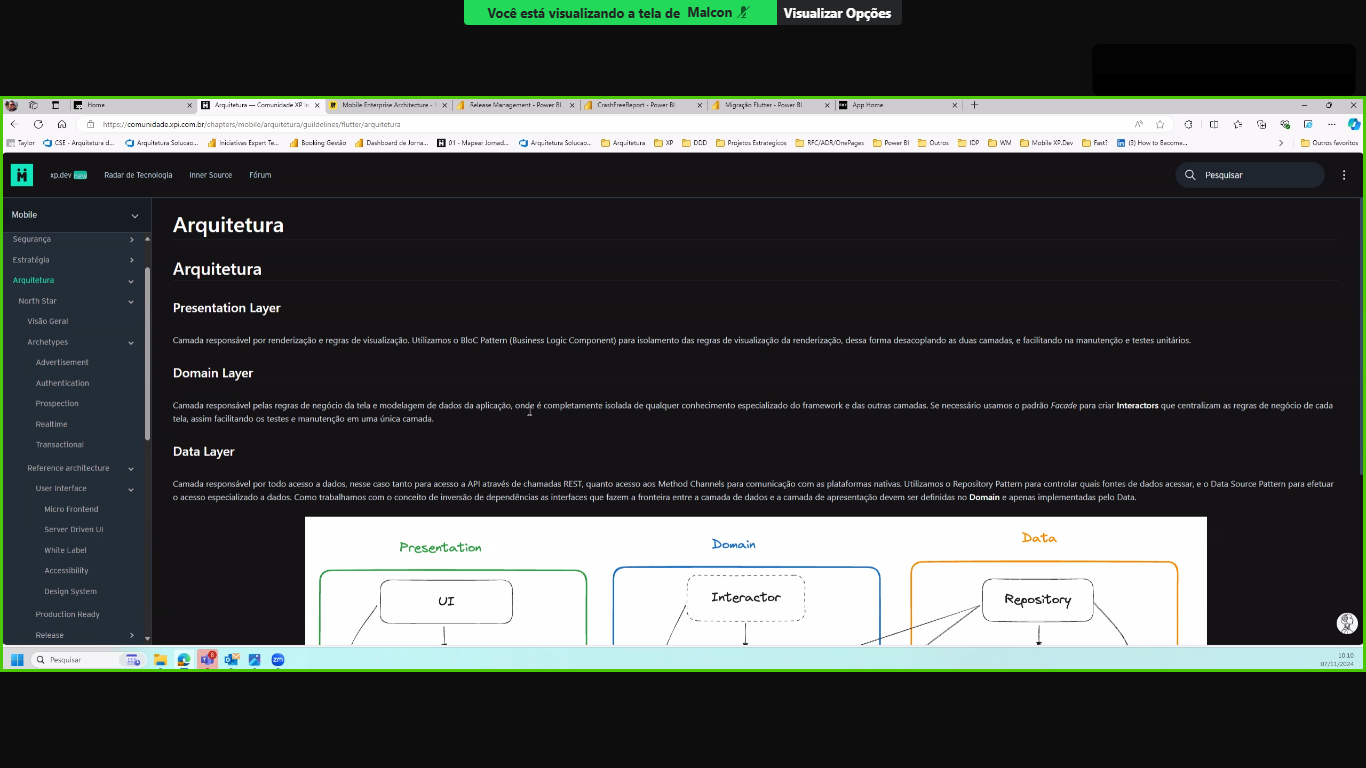 Você está visualizando a tela de Malcon
Visualizar Opções
Home
Arquitetura — Comunidade XP In
Mobile Enterprise Architecture -
Release Management - Power BI
CrashFreeReport - Power BI
Migração Flutter - Power BI
App Home
https://comunidade.xpi.com.br/chapters/mobile/arquitetura/guildelines/flutter/arquitetura
Taylor
CSE - Arquitetura d...
Arquitetura Solucao...
Iniciativas Expert Te...
Booking Gestão
Dashboard de Jorna...
01 - Mapear Jornad...
Arquitetura Solucao...
Arquitetura
XP
DDD
Projetos Estrategicos
RFC/ADR/OnePages
Power BI
Outros
IDP
WM
Mobile XP.Dev
Fast?
(3) How to Become...
Outros favoritos
xp.dev new
Radar de Tecnologia
Inner Source
Fórum
Pesquisar
Mobile
Segurança
Estratégia
Arquitetura
North Star
Visão Geral
Archetypes
Advertisement
Authentication
Prospection
Realtime
Transactional
Reference architecture
User Interface
Micro Frontend
Server Driven UI
White Label
Accessibility
Design System
Production Ready
Release
Arquitetura
Arquitetura
Presentation Layer
Camada responsável por renderização e regras de visualização. Utilizamos o BloC Pattern (Business Logic Component) para isolamento das regras de visualização da renderização, dessa forma desacoplando as duas camadas, e facilitando na manutenção e testes unitários.
Domain Layer
Camada responsável pelas regras de negócio da tela e modelagem de dados da aplicação, onde é completamente isolada de qualquer conhecimento especializado do framework e das outras camadas. Se necessário usamos o padrão Facade para criar Interactors que centralizam as regras de negócio de cada
tela, assim facilitando os testes e manutenção em uma única camada.
Data Layer
Camada responsável por todo acesso a dados, nesse caso tanto para acesso a API através de chamadas REST, quanto acesso aos Method Channels para comunicação com as plataformas nativas. Utilizamos o Repository Pattern para controlar quais fontes de dados acessar, e o Data Source Pattern para efetuar
o acesso especializado a dados. Como trabalhamos com o conceito de inversão de dependências as interfaces que fazem a fronteira entre a camada de dados e a camada de apresentação devem ser definidas no Domain e apenas implementadas pelo Data.
Presentation
Domain
Data
UI
Interactor
Repository
Pesquisar
8
zm
10:10
07/11/2024